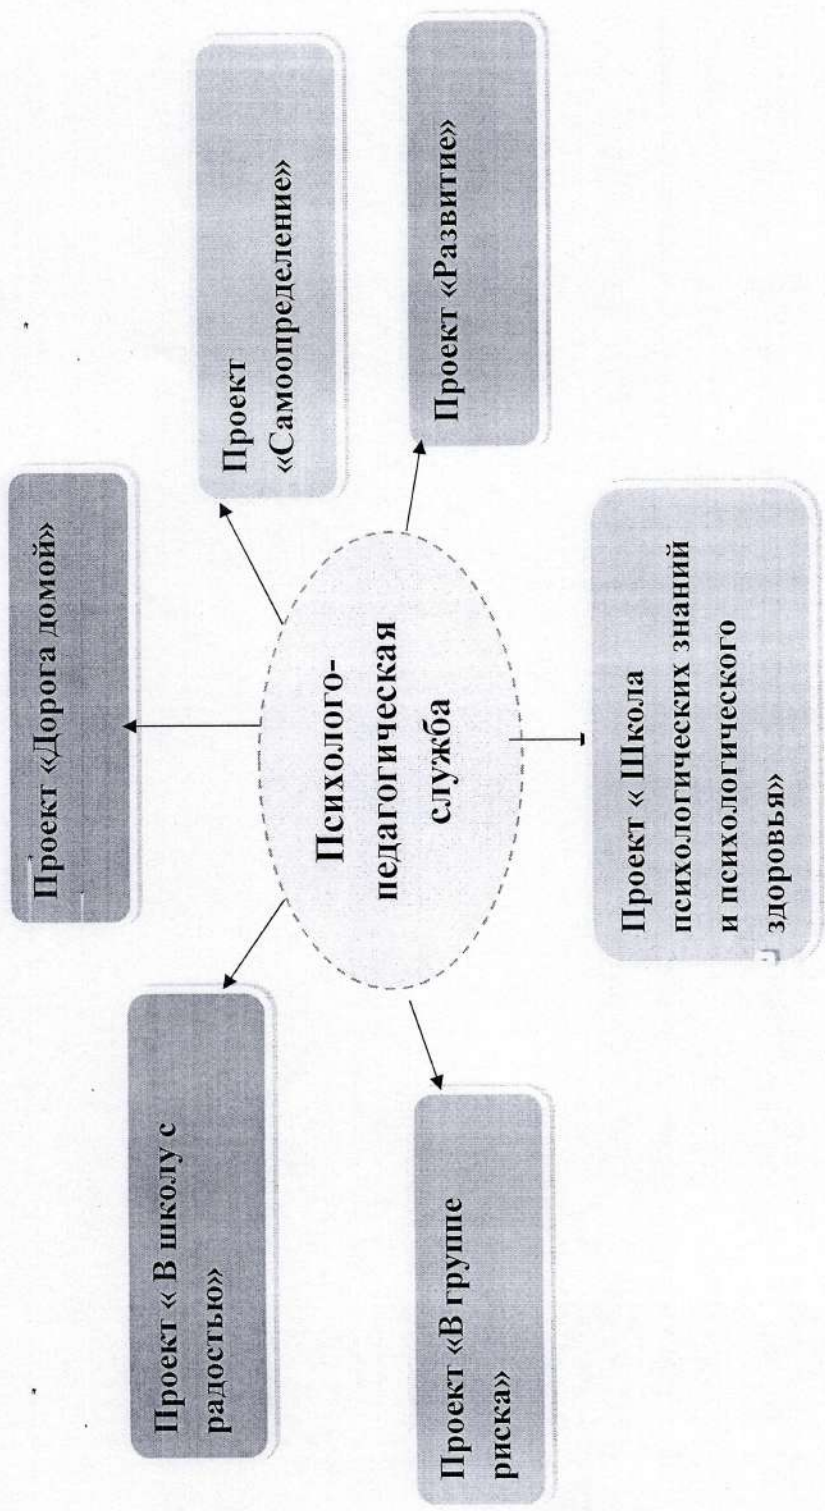 Проект «Дорога домой»
Проект « В школу с
радостью»
Проект
«Самоопределение»
Психолого-
педагогическая
служба
Проект «В группе
риска»
Проект «Развитие»
Проект « Школа
психологических знаний
и психологического
здоровья»